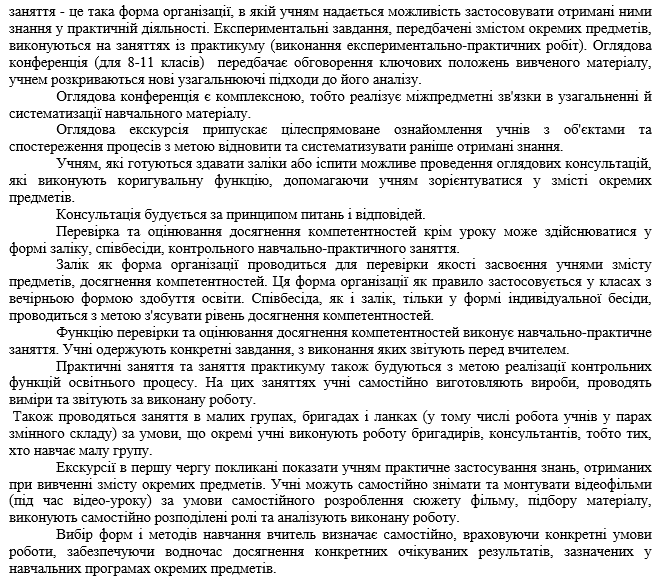 заняття - це така форма організації, в якій учням надається можливість застосовувати отримані ними
знання у практичній діяльності. Експериментальні завдання, передбачені змістом окремих предметів,
виконуються на заняттях із практикуму (виконання експериментально-практичних робіт). Оглядова
конференція (для 8-11 класів) передбачає обговорення ключових положень вивченого матеріалу,
учнем розкриваються нові узагальнюючі підходи до його аналізу.
Оглядова конференція є комплексною, тобто реалізує міжпредметні зв'язки в узагальненні й
систематизації навчального матеріалу.
Оглядова екскурсія припускає цілеспрямоване ознайомлення учнів з об'єктами та
спостереження процесів з метою відновити та систематизувати раніше отримані знання.
Учням, які готуються здавати заліки або іспити можливе проведення оглядових консультацій,
які виконують коригувальну функцію, допомагаючи учням зорієнтуватися у змісті окремих
предметів.
Консультація будується за принципом питань і відповідей.
Перевірка та оцінювання досягнення компетентностей крім уроку може здійснюватися у
формі заліку, співбесіди, контрольного навчально-практичного заняття.
Залік як форма організації проводиться для перевірки якості засвоєння учнями змісту
предметів, досягнення компетентностей. Ця форма організації як правило застосовується у класах з
вечірньою формою здобуття освіти. Співбесіда, як і залік, тільки у формі індивідуальної бесіди,
проводиться з метою з'ясувати рівень досягнення компетентностей.
Функцію перевірки та оцінювання досягнення компетентностей виконує навчально-практичне
заняття. Учні одержують конкретні завдання, з виконання яких звітують перед вчителем.
Практичні заняття та заняття практикуму також будуються з метою реалізації контрольних
функцій освітнього процесу. На цих заняттях учні самостійно виготовляють вироби, проводять
виміри та звітують за виконану роботу.
Також проводяться заняття в малих групах, бригадах і ланках (у тому числі робота учнів у парах
змінного складу) за умови, що окремі учні виконують роботу бригадирів, консультантів, тобто тих,
хто навчає малу групу.
Екскурсії в першу чергу покликані показати учням практичне застосування знань, отриманих
при вивченні змісту окремих предметів. Учні можуть самостійно знімати та монтувати відеофільми
(під час відео-уроку) за умови самостійного розроблення сюжету фільму, підбору матеріалу,
виконують самостійно розподілені ролі та аналізують виконану роботу.
Вибір форм і методів навчання вчитель визначає самостійно, враховуючи конкретні умови
роботи, забезпечуючи водночас досягнення конкретних очікуваних результатів, зазначених у
навчальних програмах окремих предметів.